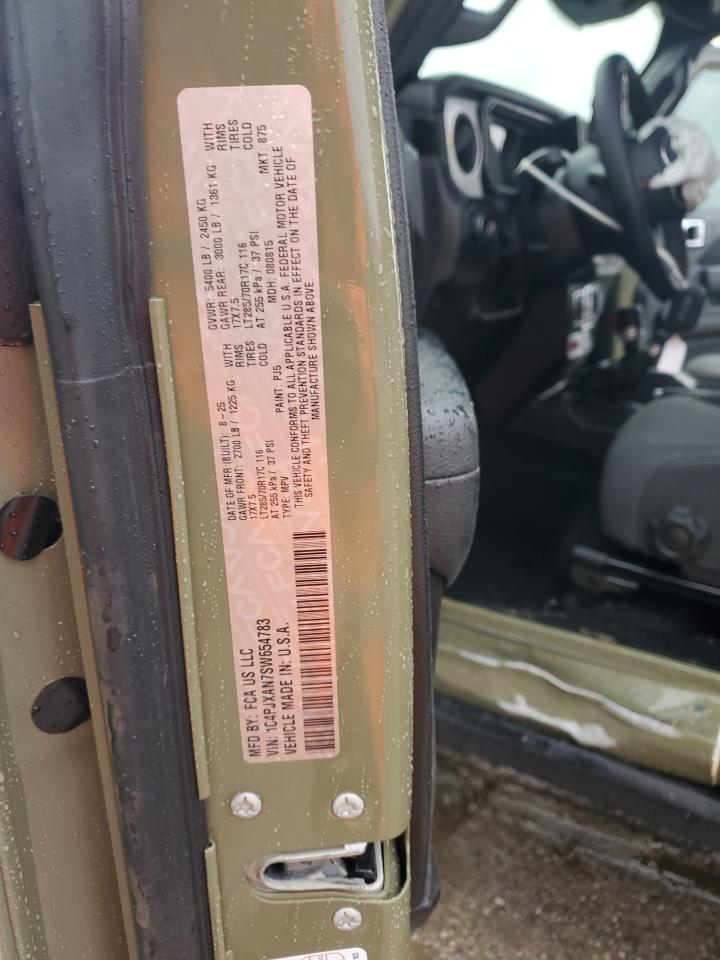 MFD BY: FCA US LLC
VIN: 1C4PJXAN7SW654783
VEHICLE MADE IN: U.S.A.
DATE OF MFR (BUILT): 8-25 GVWR: 5400 LB / 2450 KG
GAWR FRONT: 2700 LB / 1225 KG WITH GAWR REAR: 3000 LB / 1361 KG WITH
17X7.5 RIMS 17X7.5 RIMS
LT285/70R17C 116 TIRES LT285/70R17C 116 TIRES
AT 255 kPa / 37 PSI COLD AT 255 kPa / 37 PSI COLD
TYPE: MPV PAINT: PJ5 MDH: 080815 MKT: 875
THIS VEHICLE CONFORMS TO ALL APPLICABLE U.S.A. FEDERAL MOTOR VEHICLE
SAFETY AND THEFT PREVENTION STANDARDS IN EFFECT ON THE DATE OF
MANUFACTURE SHOWN ABOVE.